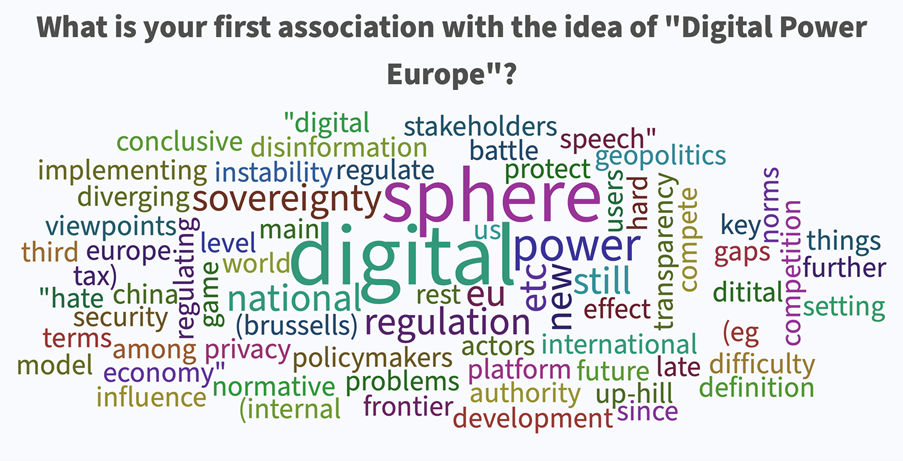 What is your first association with the idea of "Digital Power
Europe"?
"digital stakeholders
conclusive disinformation battle speech" geopolitics
implementing instability regulate protect
diverging sovereignty sphere users hard transparency compete norms
viewpoints regulating level main digital us power key gaps competition things
third europe world etc new still further
tax) game rest eu
"hate china national effect ditital setting
security (brussells) regulation (eg
terms among privacy policymakers actors international
model economy" platform future late difficulty
influence normative problems authority up-hill definition
(internal frontier development since